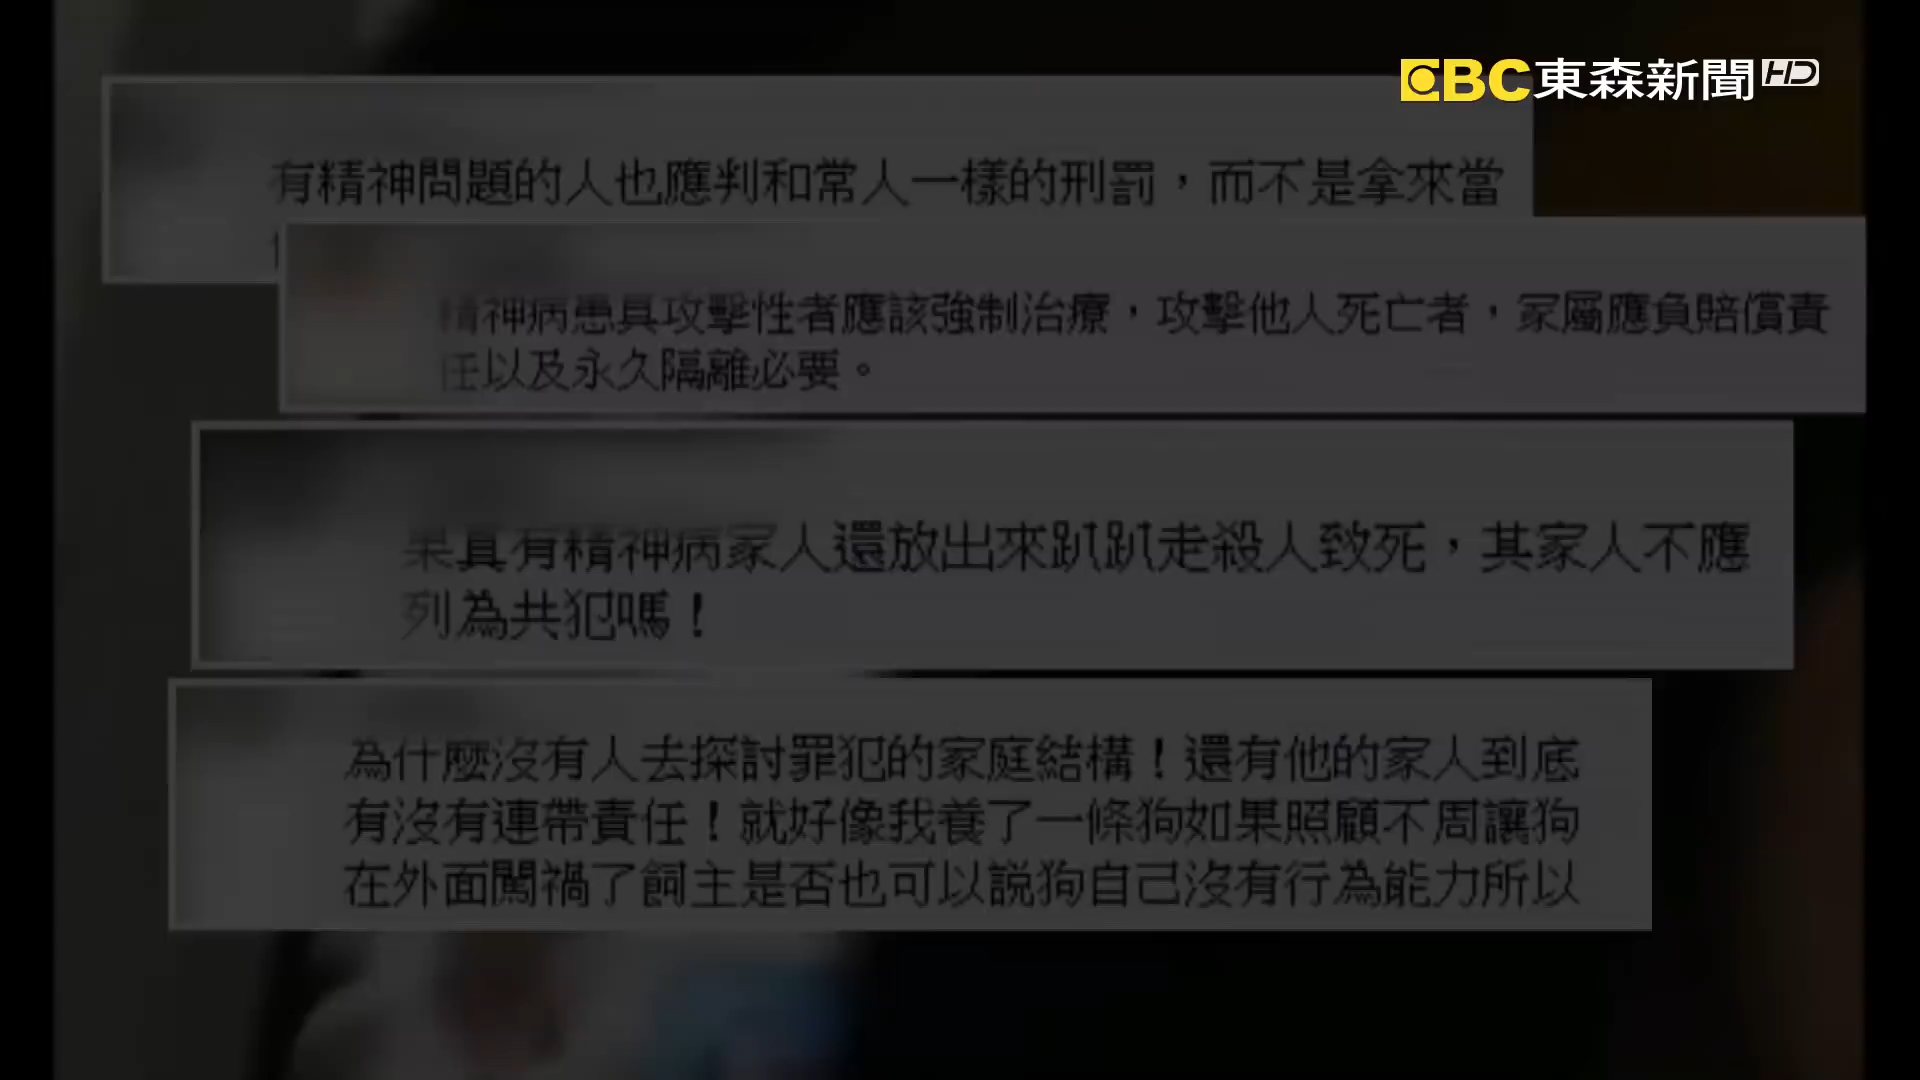 EBC東森新聞HD
有精神問題的人也應判和常人一樣的刑罰，而不是拿來當
精神病患具攻擊性者應該強制治療，攻擊他人死亡者，家屬應負賠償責
任以及永久隔離必要。
果真有精神病家人還放出來趴趴走殺人致死，其家人不應
列為共犯嗎！
為什麼沒有人去探討罪犯的家庭結構！還有他的家人到底
有沒有連帶責任！就好像我養了一條狗如果照顧不周讓狗
在外面闖禍了飼主是否也可以説狗自己沒有行為能力所以